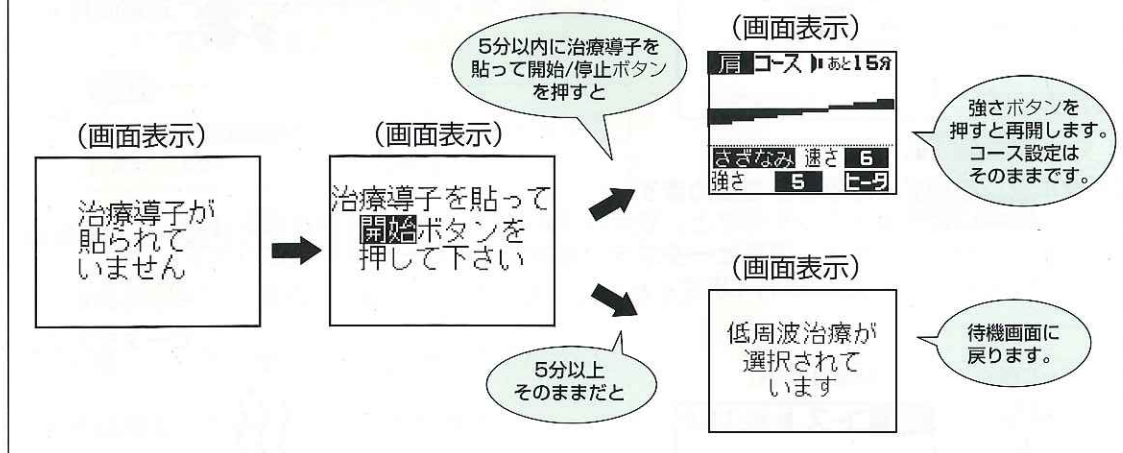 (画面表示)
治療導子が
貼られて
いません
(画面表示)
治療導子を貼って
開始ボタンを
押して下さい
5分以内に治療導子を
貼って開始/停止ボタン
を押すと
(画面表示)
肩 コース あと15分
さざなみ 速さ 6
強さ 5 ヒータ
強さボタンを
押すと再開します。
コース設定は
そのままです。
5分以上
そのままだと
(画面表示)
低周波治療が
選択されて
います
待機画面に
戻ります。